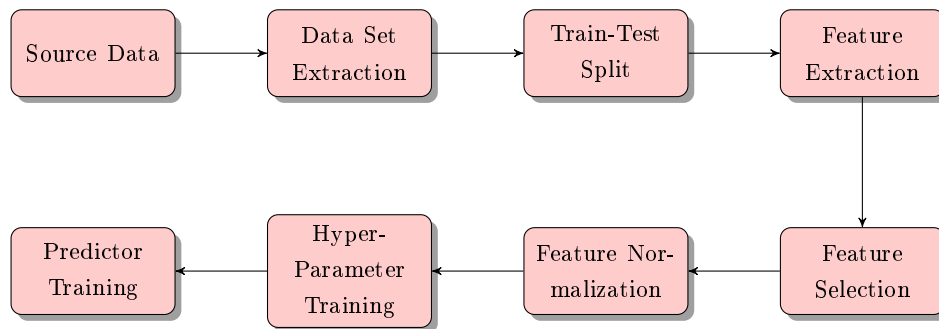 Source Data
Data Set
Extraction
Train-Test
Split
Feature
Extraction
Feature
Selection
Feature Nor-
malization
Hyper-
Parameter
Training
Predictor
Training